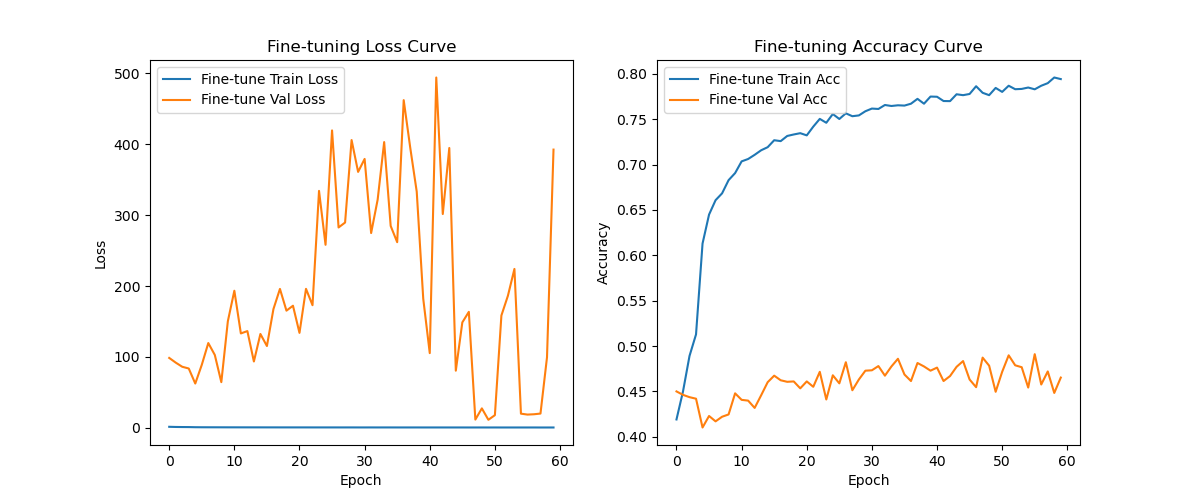 Fine-tuning Loss Curve
Fine-tune Train Loss
Fine-tune Val Loss
500
400
300
200
100
0
Loss
0 10 20 30 40 50 60
Epoch
Fine-tuning Accuracy Curve
Fine-tune Train Acc
Fine-tune Val Acc
0.80
0.75
0.70
0.65
0.60
0.55
0.50
0.45
0.40
Accuracy
0 10 20 30 40 50 60
Epoch